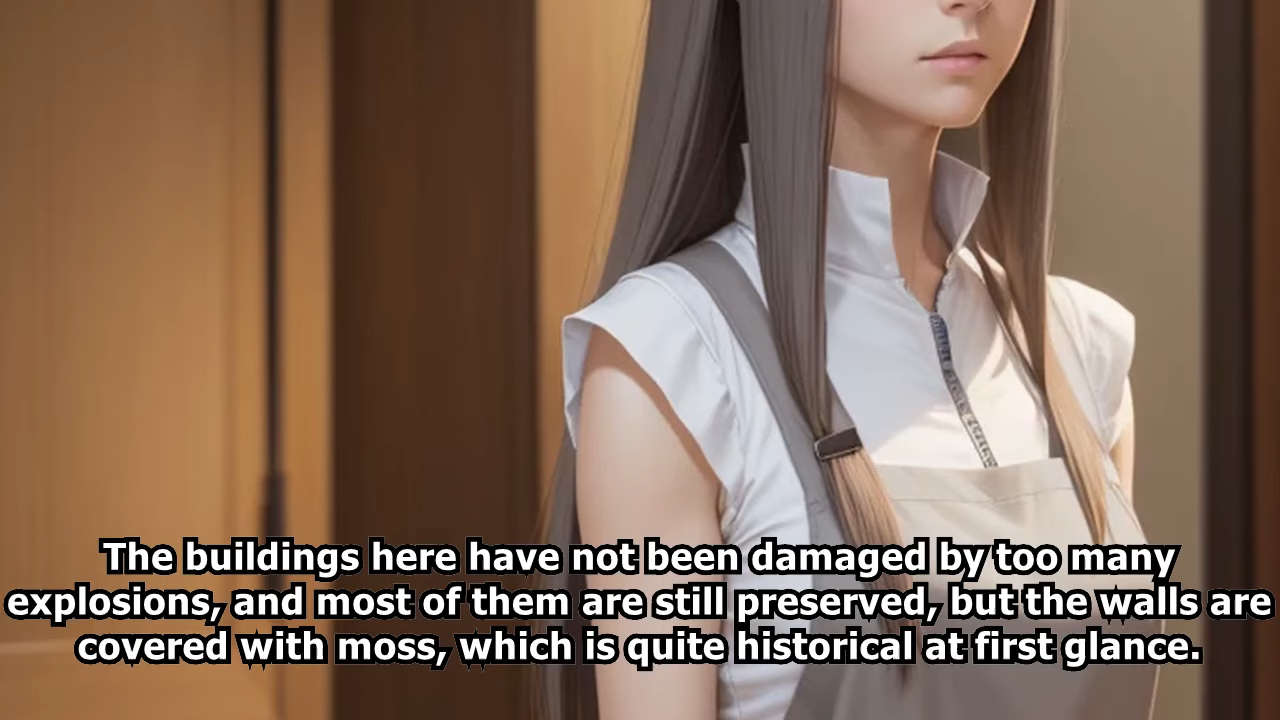 The buildings here have not been damaged by too many
explosions, and most of them are still preserved, but the walls are
covered with moss, which is quite historical at first glance.